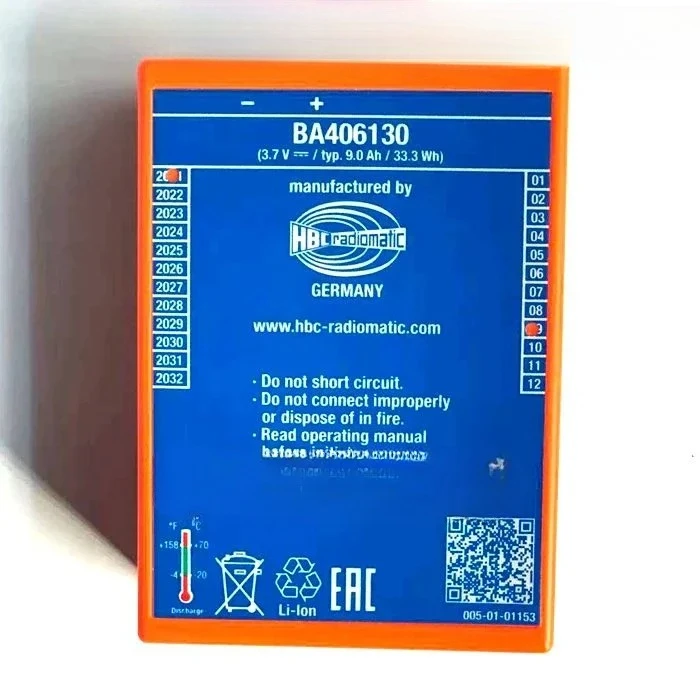 - +
BA406130
(3.7 V ⎓ / typ. 9.0 Ah / 33.3 Wh)
manufactured by
HBC radiomatic
GERMANY
www.hbc-radiomatic.com
2022
2023
2024
2025
2026
2027
2028
2029
2030
2031
2032
01
02
03
04
05
06
07
08
10
11
12
· Do not short circuit.
· Do not connect improperly
or dispose of in fire.
· Read operating manual
before
°F °C
+158 +70
-4 -20
Discharge
Li-Ion
EAC
005-01-01153